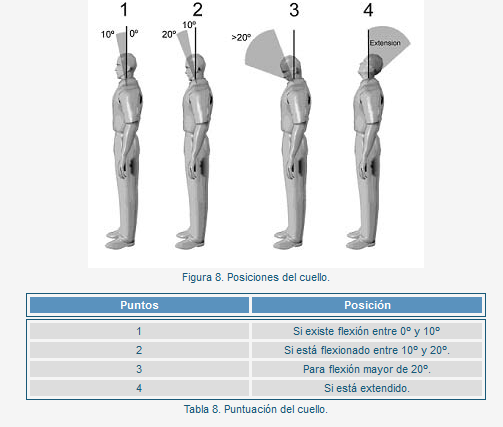 1 2 3 4
10º 0º 20º 10º >20º Extension
Figura 8. Posiciones del cuello.
Puntos Posición
1 Si existe flexión entre 0º y 10º
2 Si está flexionado entre 10º y 20º.
3 Para flexión mayor de 20º.
4 Si está extendido.
Tabla 8. Puntuación del cuello.